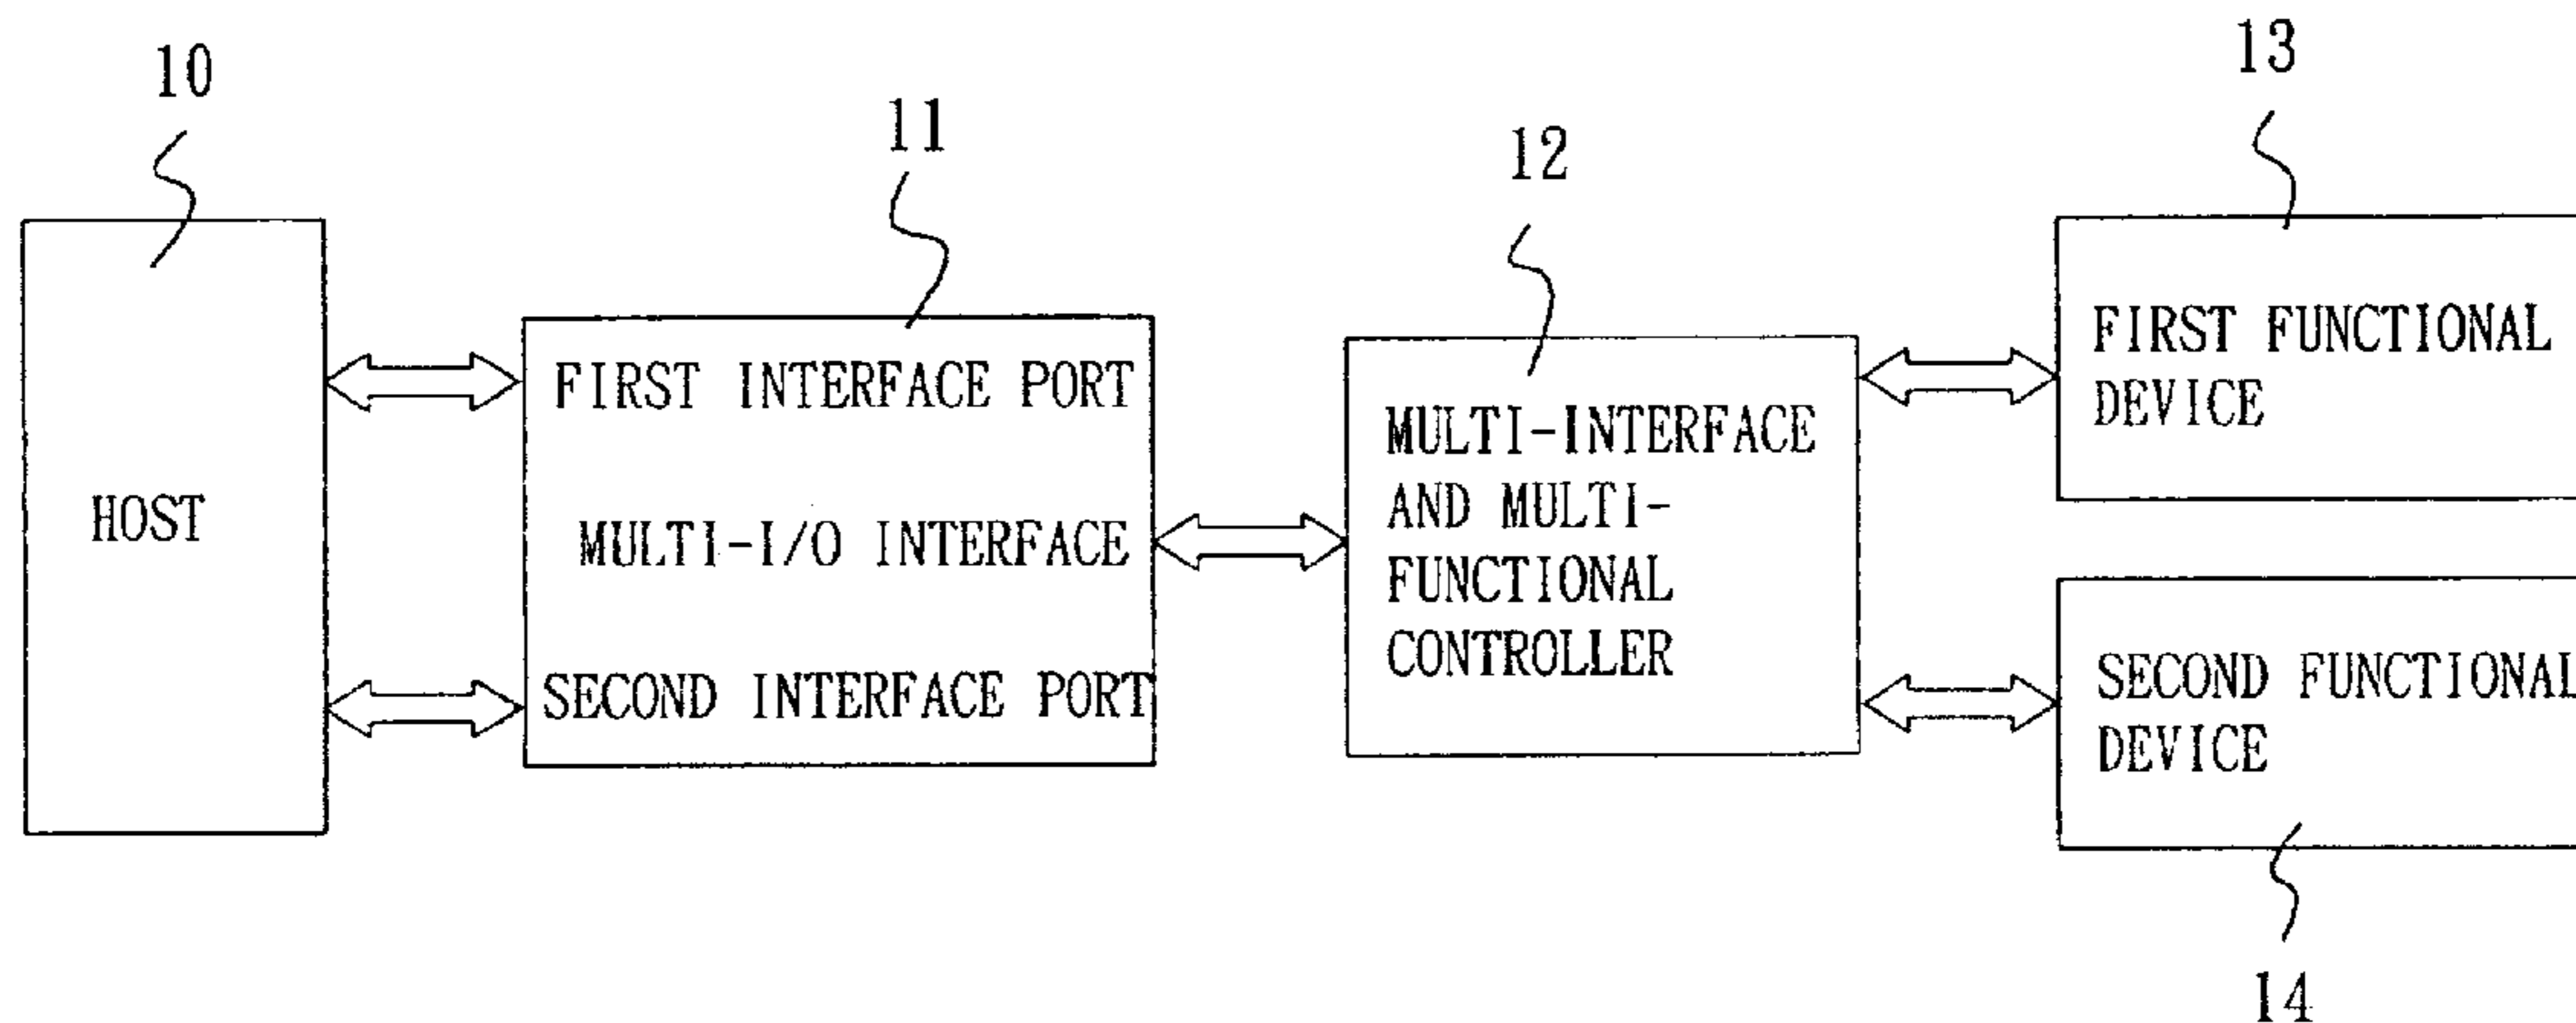 10
11
12
13
HOST
FIRST INTERFACE PORT
MULTI-I/O INTERFACE
SECOND INTERFACE PORT
MULTI-INTERFACE
AND MULTI-
FUNCTIONAL
CONTROLLER
FIRST FUNCTIONAL
DEVICE
SECOND FUNCTIONAL
DEVICE
14